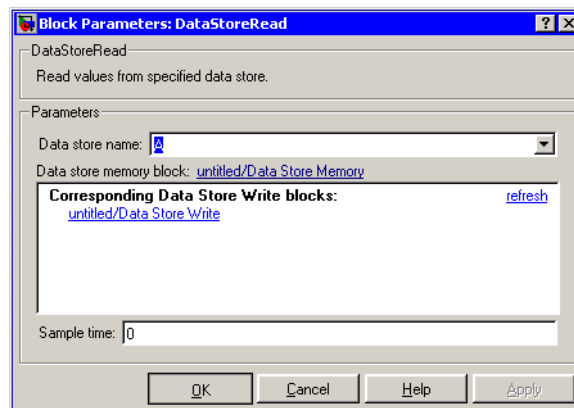 Block Parameters: DataStoreRead
DataStoreRead
Read values from specified data store.
Parameters
Data store name: A
Data store memory block: untitled/Data Store Memory
Corresponding Data Store Write blocks: refresh
untitled/Data Store Write
Sample time: 0
OK Cancel Help Apply